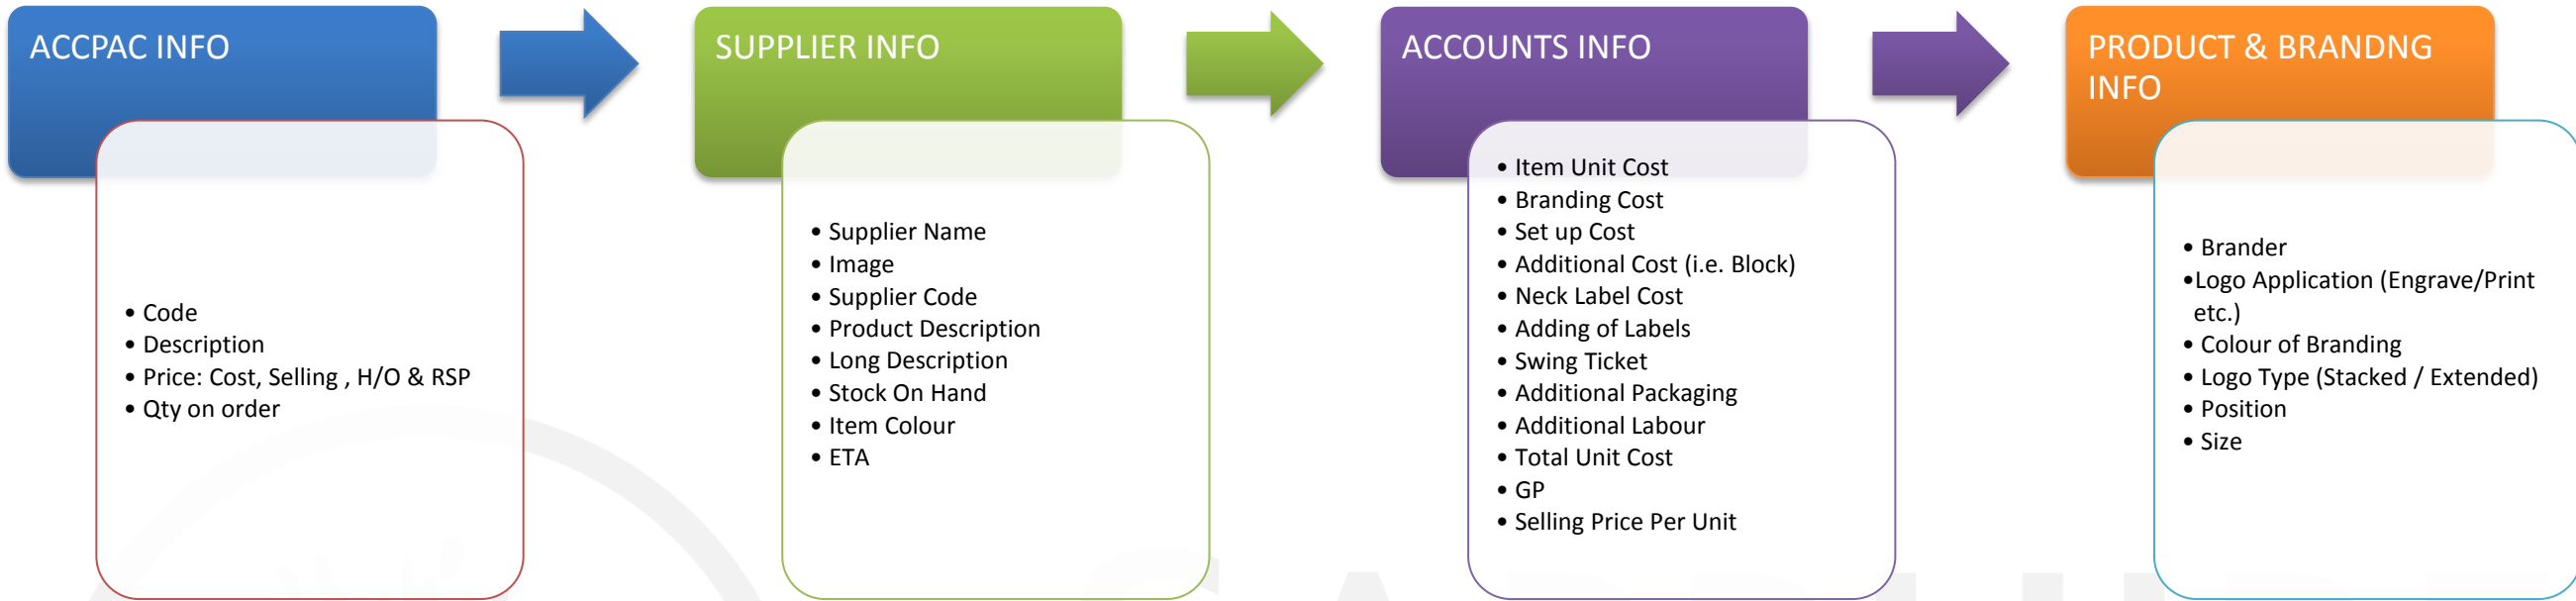 ACCPAC INFO
• Code
• Description
• Price: Cost, Selling , H/O & RSP
• Qty on order
SUPPLIER INFO
• Supplier Name
• Image
• Supplier Code
• Product Description
• Long Description
• Stock On Hand
• Item Colour
• ETA
ACCOUNTS INFO
• Item Unit Cost
• Branding Cost
• Set up Cost
• Additional Cost (i.e. Block)
• Neck Label Cost
• Adding of Labels
• Swing Ticket
• Additional Packaging
• Additional Labour
• Total Unit Cost
• GP
• Selling Price Per Unit
PRODUCT & BRANDNG
INFO
• Brander
•Logo Application (Engrave/Print
etc.)
• Colour of Branding
• Logo Type (Stacked / Extended)
• Position
• Size